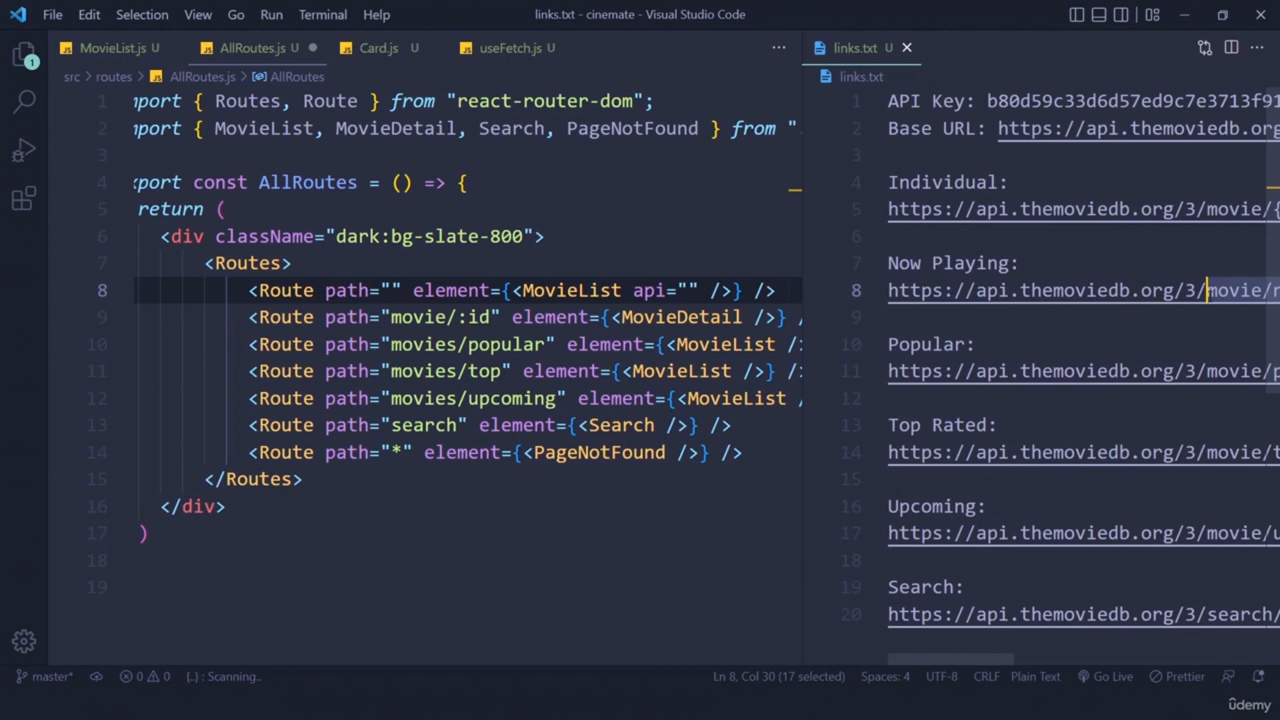 File Edit Selection View Go Run Terminal Help links.txt - cinemate - Visual Studio Code
MovieList.js U AllRoutes.js U Card.js U useFetch.js U links.txt U
src > routes > AllRoutes.js > AllRoutes
links.txt
1 mport { Routes, Route } from "react-router-dom";
2 mport { MovieList, MovieDetail, Search, PageNotFound } from ".
3
4 xport const AllRoutes = () => {
5 return (
6 <div className="dark:bg-slate-800">
7 <Routes>
8 <Route path="" element={<MovieList api="" />} />
9 <Route path="movie/:id" element={<MovieDetail />} /
10 <Route path="movies/popular" element={<MovieList /
11 <Route path="movies/top" element={<MovieList />} /
12 <Route path="movies/upcoming" element={<MovieList /
13 <Route path="search" element={<Search />} />
14 <Route path="*" element={<PageNotFound />} />
15 </Routes>
16 </div>
17 )
18
19
1 API Key: b80d59c33d6d57ed9c7e3713f91
2 Base URL: https://api.themoviedb.org
3
4 Individual:
5 https://api.themoviedb.org/3/movie/{
6
7 Now Playing:
8 https://api.themoviedb.org/3/movie/n
9
10 Popular:
11 https://api.themoviedb.org/3/movie/p
12
13 Top Rated:
14 https://api.themoviedb.org/3/movie/t
15
16 Upcoming:
17 https://api.themoviedb.org/3/movie/u
18
19 Search:
20 https://api.themoviedb.org/3/search/
1
master* 0 0 {..} : Scanning.. Ln 8, Col 30 (17 selected) Spaces: 4 UTF-8 CRLF Plain Text Go Live Prettier
ûdemy